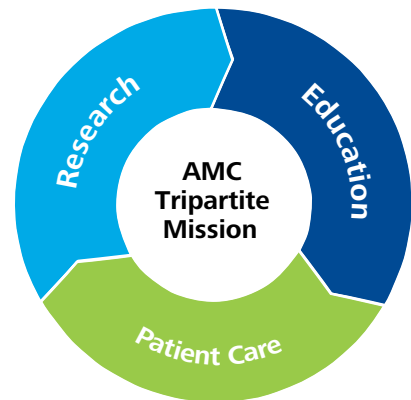 Research
Education
AMC
Tripartite
Mission
Patient Care